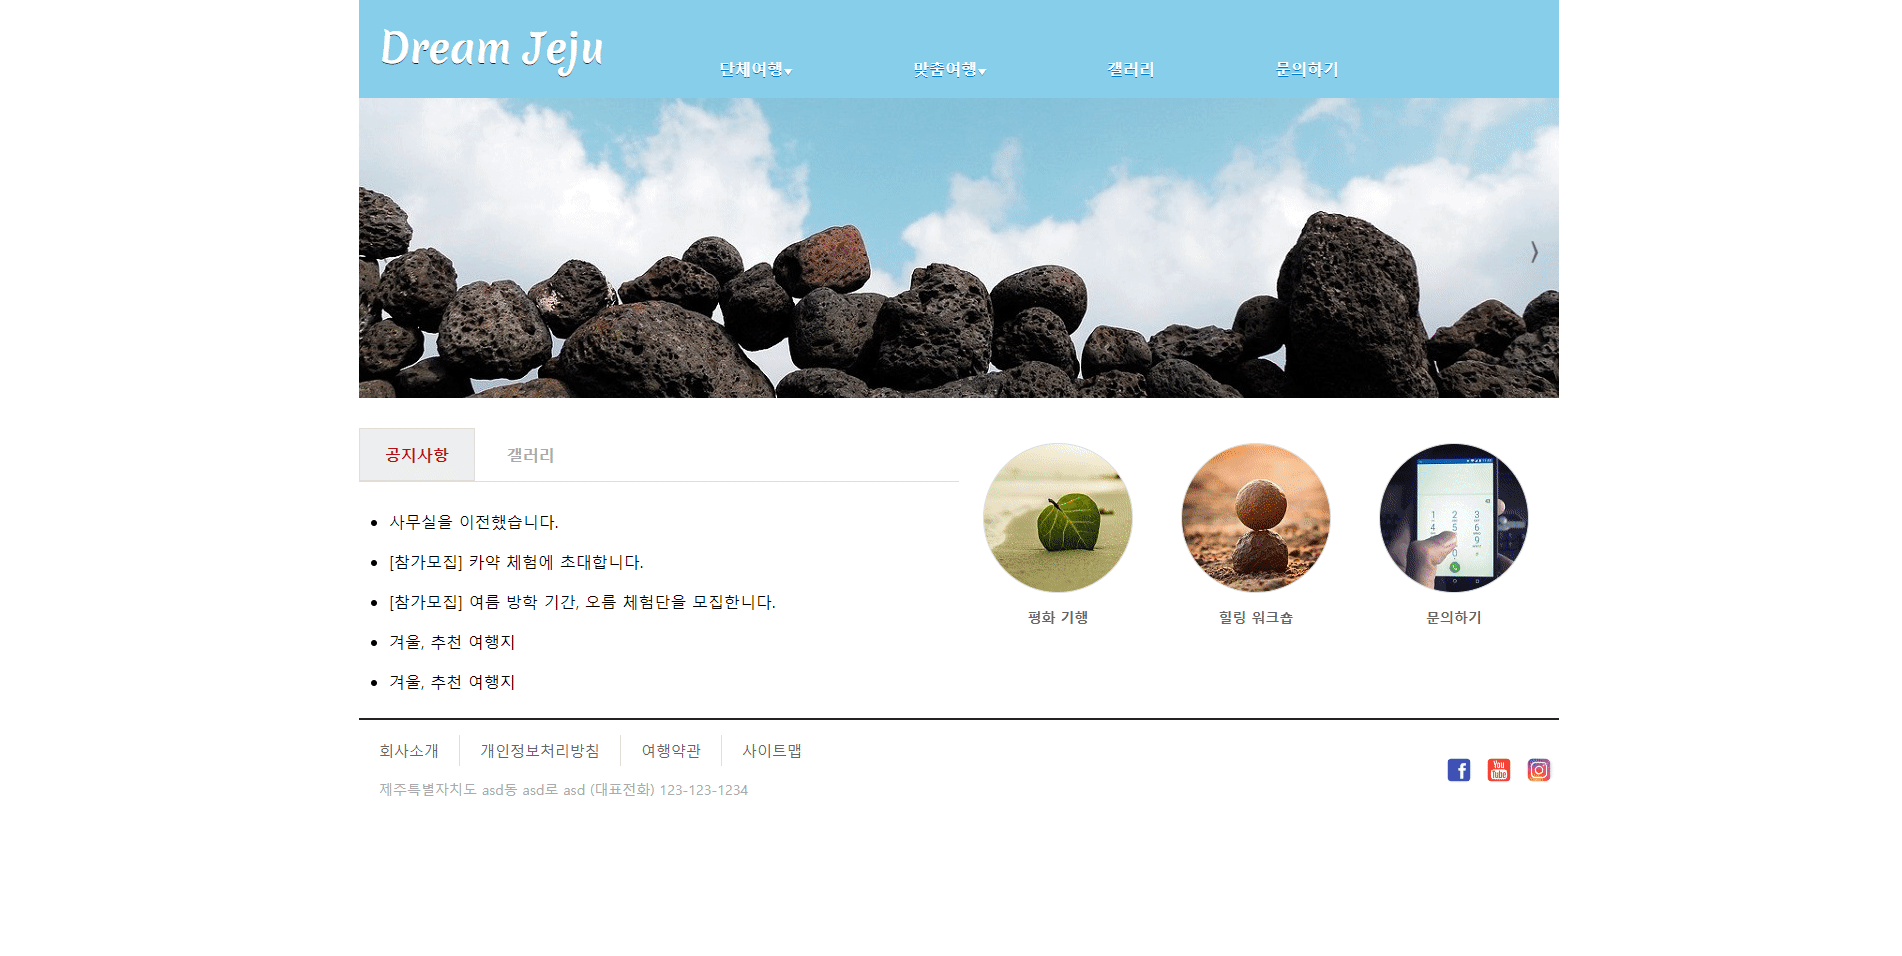 Dream Jeju
단체여행▾ 맞춤여행▾ 갤러리 문의하기
공지사항 갤러리
• 사무실을 이전했습니다.
• [참가모집] 카약 체험에 초대합니다.
• [참가모집] 여름 방학 기간, 오름 체험단을 모집한니다.
• 겨울, 추천 여행지
• 겨울, 추천 여행지
평화 기행 힐링 워크숍 문의하기
회사소개 개인정보처리방침 여행약관 사이트맵
제주특별자치도 asd동 asd로 asd (대표전화) 123-123-1234
You Tube